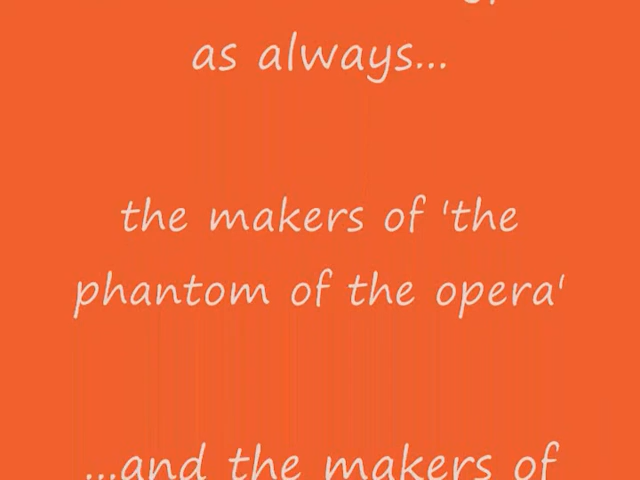 as always...
the makers of 'the
phantom of the opera'
...and the makers of